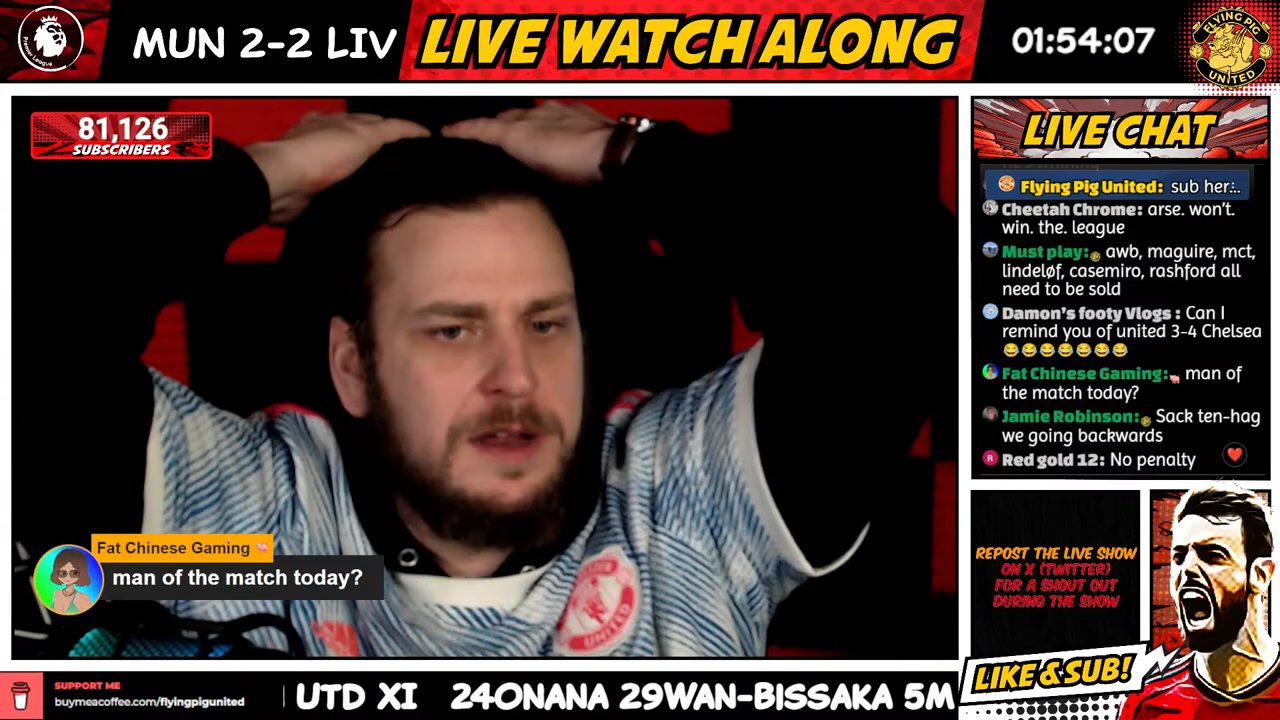 Premier League
MUN 2-2 LIV
LIVE WATCH ALONG
01:54:07
FLYING PIG
UNITED
81,126
SUBSCRIBERS
LIVE CHAT
Flying Pig United: sub her...
Cheetah Chrome: arse. won't.
win. the. league
Must play: awb, maguire, mct,
lindeløf, casemiro, rashford all
need to be sold
Damon's footy Vlogs : Can I
remind you of united 3-4 Chelsea
😂😂😂😂😂😂😂
Fat Chinese Gaming: man of
the match today?
Jamie Robinson: Sack ten-hag
we going backwards
R Red gold 12: No penalty
Fat Chinese Gaming
man of the match today?
UNITED
REPOST THE LIVE SHOW
ON X (TWITTER)
FOR A SHOUT OUT
DURING THE SHOW
LIKE & SUB!
SUPPORT ME
buymeacoffee.com/flyingpigunited
UTD XI 24ONANA 29WAN-BISSAKA 5M